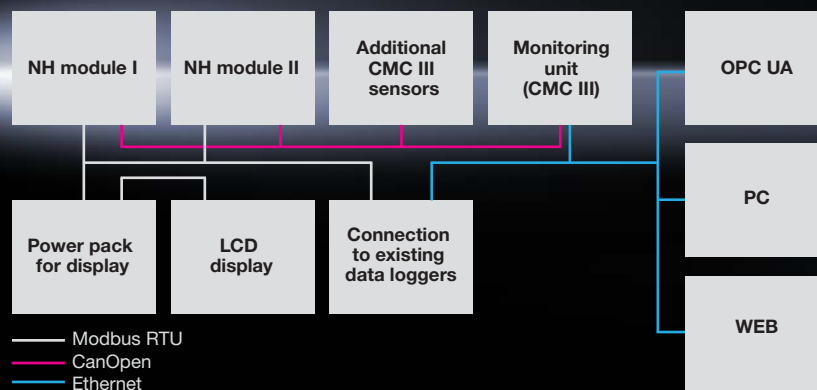 NH module I
NH module II
Additional
CMC III
sensors
Monitoring
unit
(CMC III)
OPC UA
PC
Power pack
for display
LCD
display
Connection
to existing
data loggers
WEB
Modbus RTU
CanOpen
Ethernet